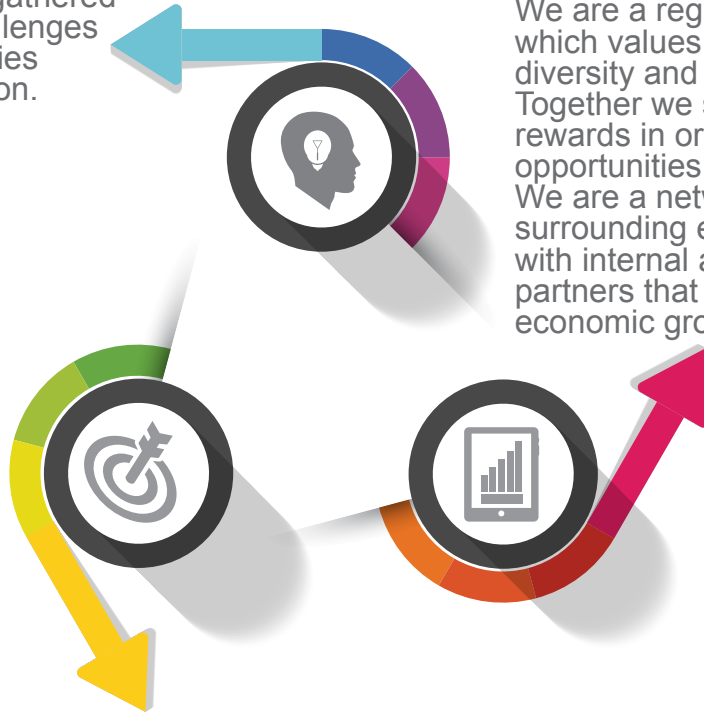 gathered
lenges
ies
on.
We are a reg
which values
diversity and
Together we s
rewards in or
opportunities
We are a netw
surrounding e
with internal a
partners that
economic gro